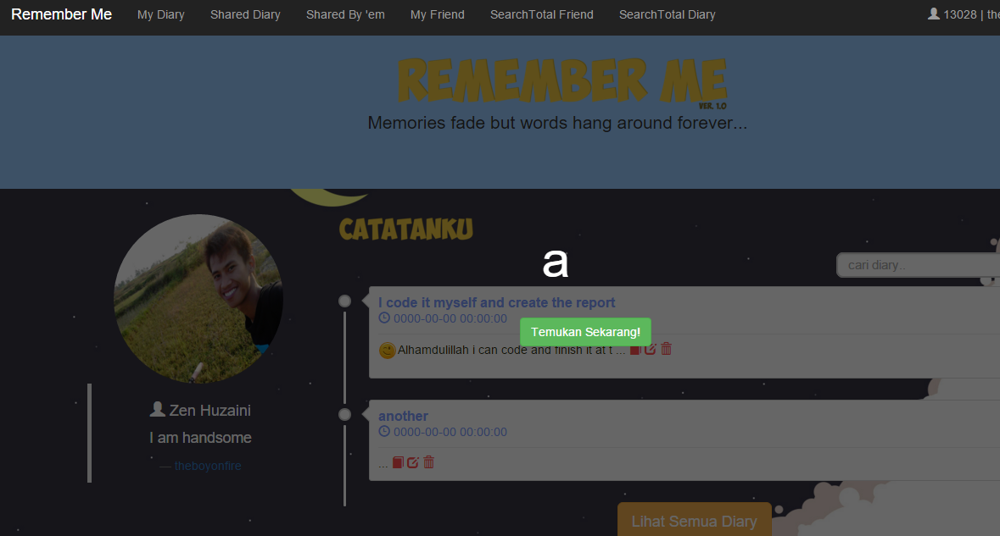 Remember Me My Diary Shared Diary Shared By 'em My Friend SearchTotal Friend SearchTotal Diary 13028 | the
REMEMBER ME
VER. 1.0
Memories fade but words hang around forever...
CATATANKU
a
cari diary..
I code it myself and create the report
0000-00-00 00:00:00
Temukan Sekarang!
Alhamdulillah i can code and finish it at t ...
Zen Huzaini
I am handsome
— theboyonfire
another
0000-00-00 00:00:00
...
Lihat Semua Diary